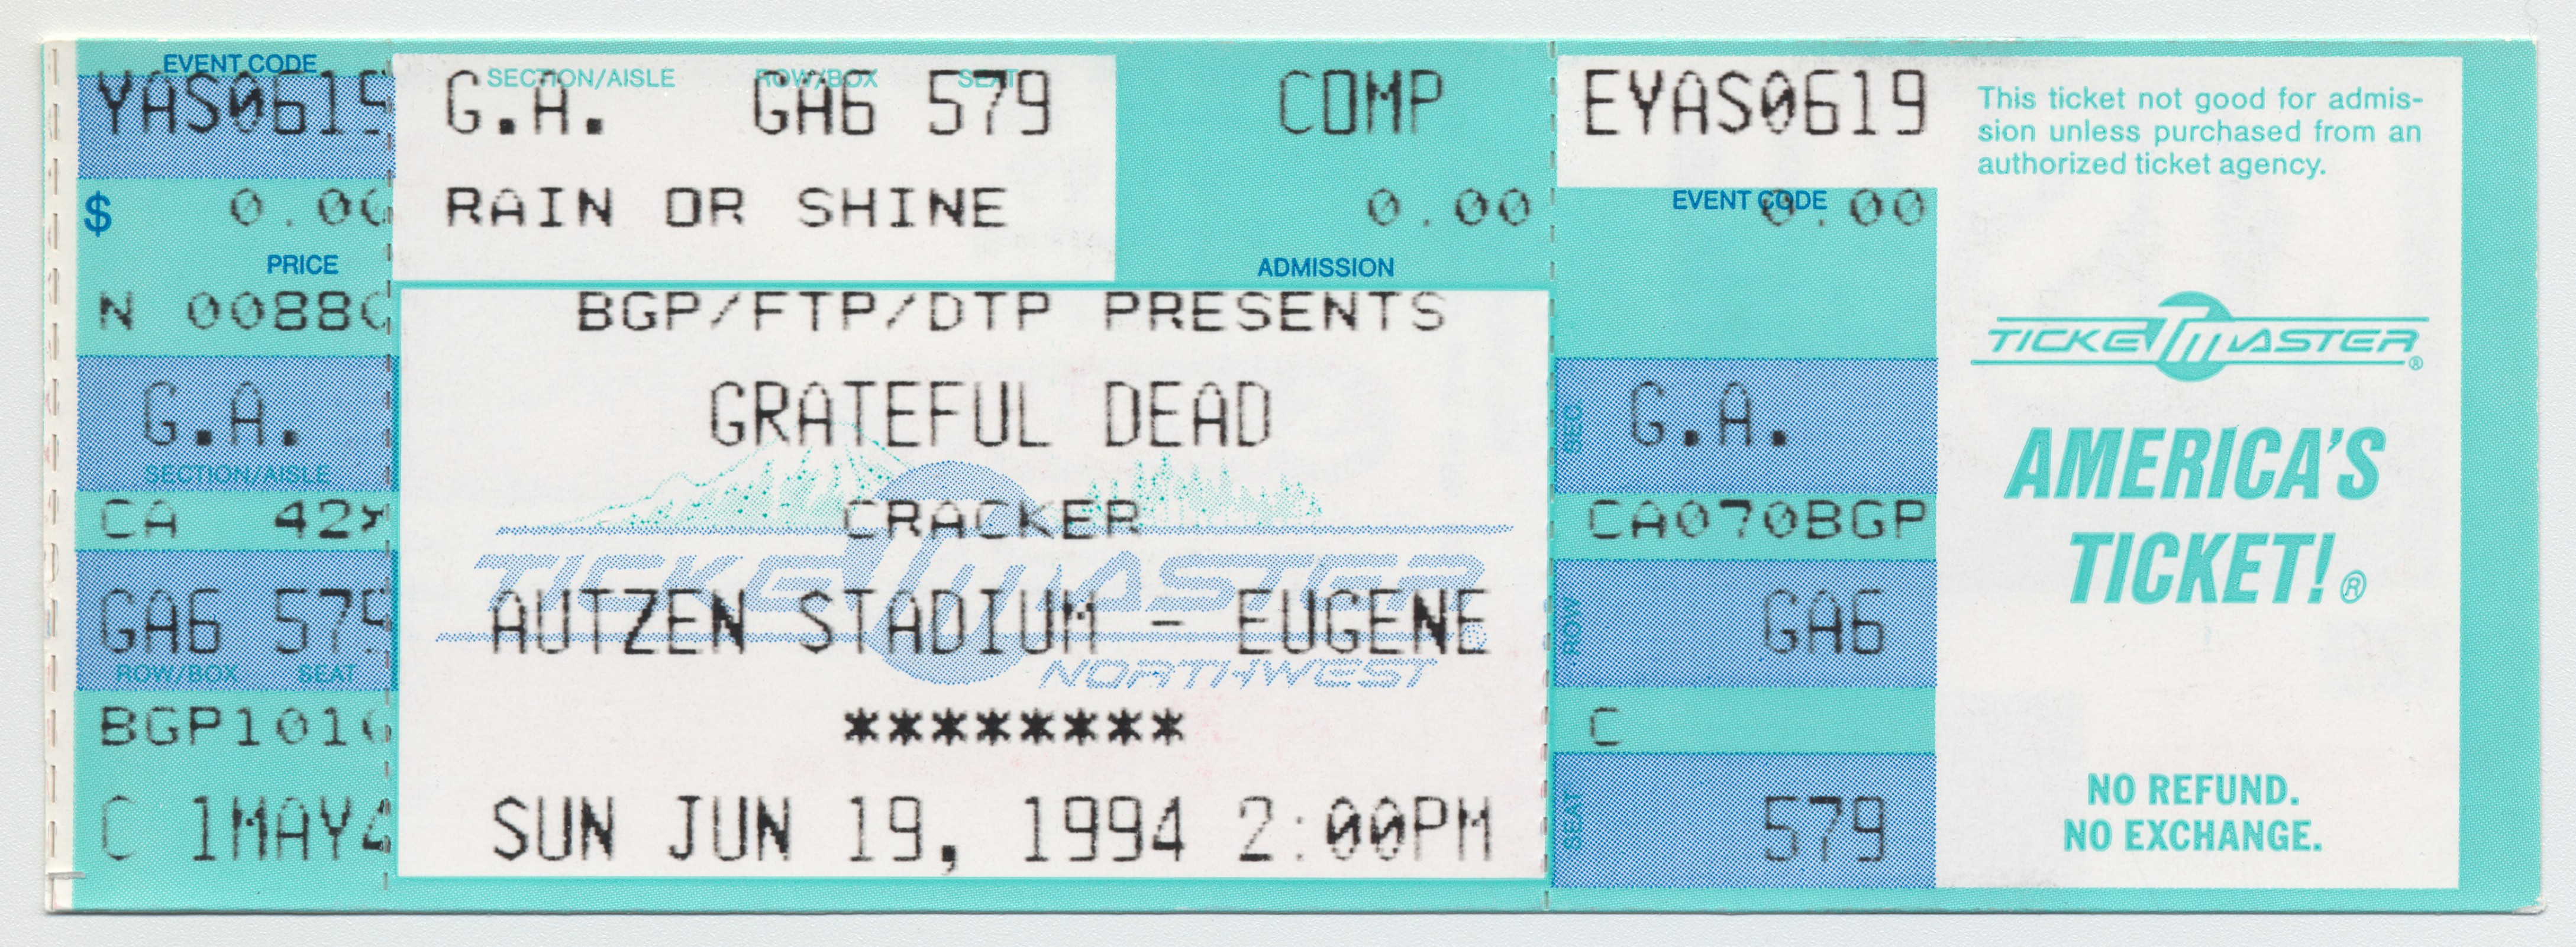 EVENT CODE
YAS0619
$ 0.00
PRICE
N 0088
G.A.
SECTION/AISLE
CA 42X
GA6 579
ROW/BOX SEAT
BGP101
C 1MAY4
SECTION/AISLE ROW/BOX SEAT
G.A. GA6 579
RAIN OR SHINE
COMP
0.00
ADMISSION
BGP/FTP/DTP PRESENTS
GRATEFUL DEAD
CRACKER
TICKETMASTER®
AUTZEN STADIUM - EUGENE
NORTHWEST
********
SUN JUN 19, 1994 2:00PM
EYAS0619
EVENT CODE
0.00
SEC G.A.
CA070BGP
ROW GA6
C
SEAT 579
This ticket not good for admis-
sion unless purchased from an
authorized ticket agency.
TICKETMASTER®
AMERICA'S
TICKET!®
NO REFUND.
NO EXCHANGE.